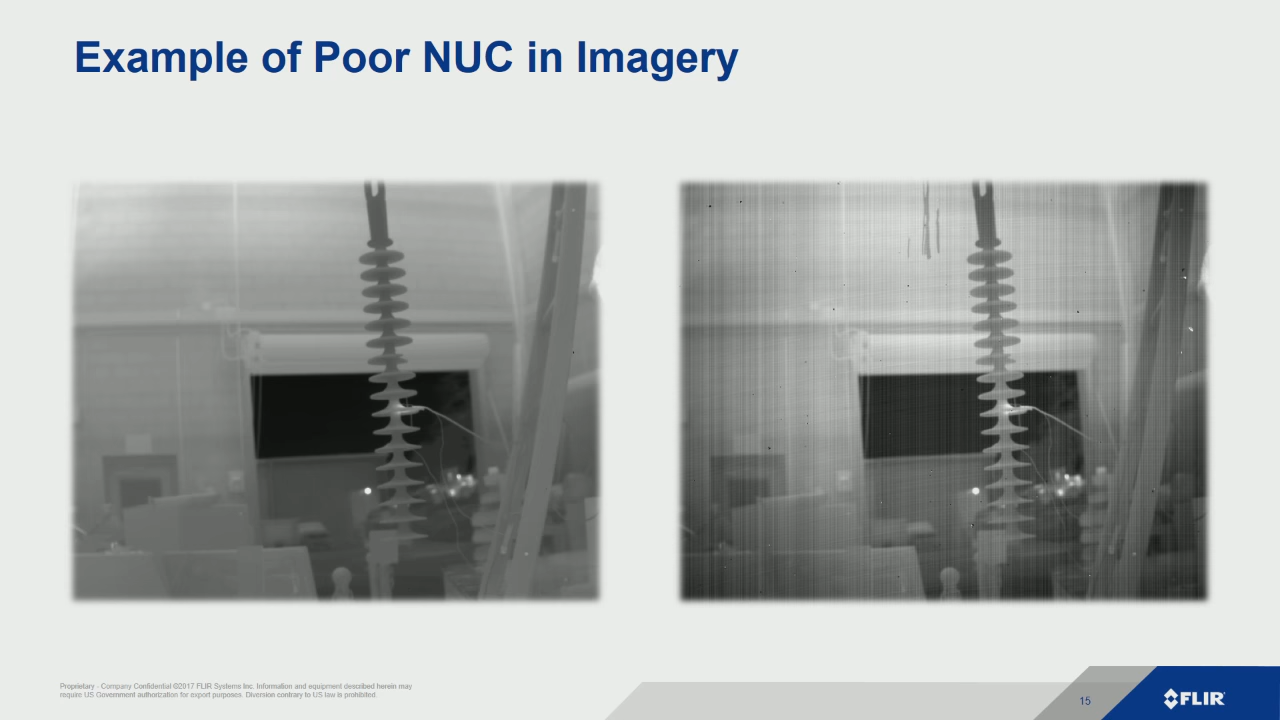 Example of Poor NUC in Imagery
Proprietary - Company Confidential ©2017 FLIR Systems Inc. Information and equipment described herein may
require US Government authorization for export purposes. Diversion contrary to US law is prohibited.
15
FLIR